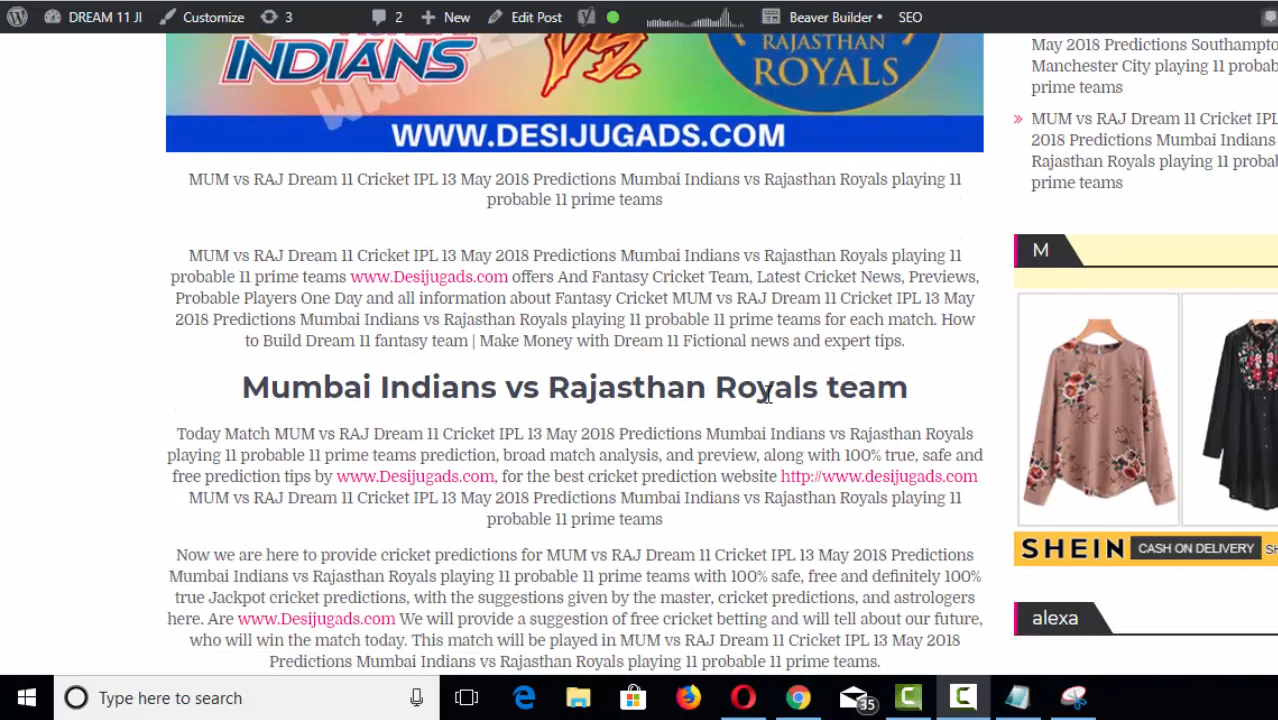 DREAM 11 JI Customize 3 2 New Edit Post Beaver Builder SEO
INDIANS VS. RAJASTHAN
ROYALS
WWW.DESIJUGADS.COM
MUM vs RAJ Dream 11 Cricket IPL 13 May 2018 Predictions Mumbai Indians vs Rajasthan Royals playing 11
probable 11 prime teams
MUM vs RAJ Dream 11 Cricket IPL 13 May 2018 Predictions Mumbai Indians vs Rajasthan Royals playing 11
probable 11 prime teams www.Desijugads.com offers And Fantasy Cricket Team, Latest Cricket News, Previews,
Probable Players One Day and all information about Fantasy Cricket MUM vs RAJ Dream 11 Cricket IPL 13 May
2018 Predictions Mumbai Indians vs Rajasthan Royals playing 11 probable 11 prime teams for each match. How
to Build Dream 11 fantasy team | Make Money with Dream 11 Fictional news and expert tips.
Mumbai Indians vs Rajasthan Royals team
Today Match MUM vs RAJ Dream 11 Cricket IPL 13 May 2018 Predictions Mumbai Indians vs Rajasthan Royals
playing 11 probable 11 prime teams prediction, broad match analysis, and preview, along with 100% true, safe and
free prediction tips by www.Desijugads.com, for the best cricket prediction website http://www.desijugads.com
MUM vs RAJ Dream 11 Cricket IPL 13 May 2018 Predictions Mumbai Indians vs Rajasthan Royals playing 11
probable 11 prime teams
Now we are here to provide cricket predictions for MUM vs RAJ Dream 11 Cricket IPL 13 May 2018 Predictions
Mumbai Indians vs Rajasthan Royals playing 11 probable 11 prime teams with 100% safe, free and definitely 100%
true Jackpot cricket predictions, with the suggestions given by the master, cricket predictions, and astrologers
here. Are www.Desijugads.com We will provide a suggestion of free cricket betting and will tell about our future,
who will win the match today. This match will be played in MUM vs RAJ Dream 11 Cricket IPL 13 May 2018
Predictions Mumbai Indians vs Rajasthan Royals playing 11 probable 11 prime teams.
May 2018 Predictions Southampto
Manchester City playing 11 probab
prime teams
» MUM vs RAJ Dream 11 Cricket IPL
2018 Predictions Mumbai Indians
Rajasthan Royals playing 11 proba
prime teams
M
SHEIN CASH ON DELIVERY SH
alexa
Type here to search
35